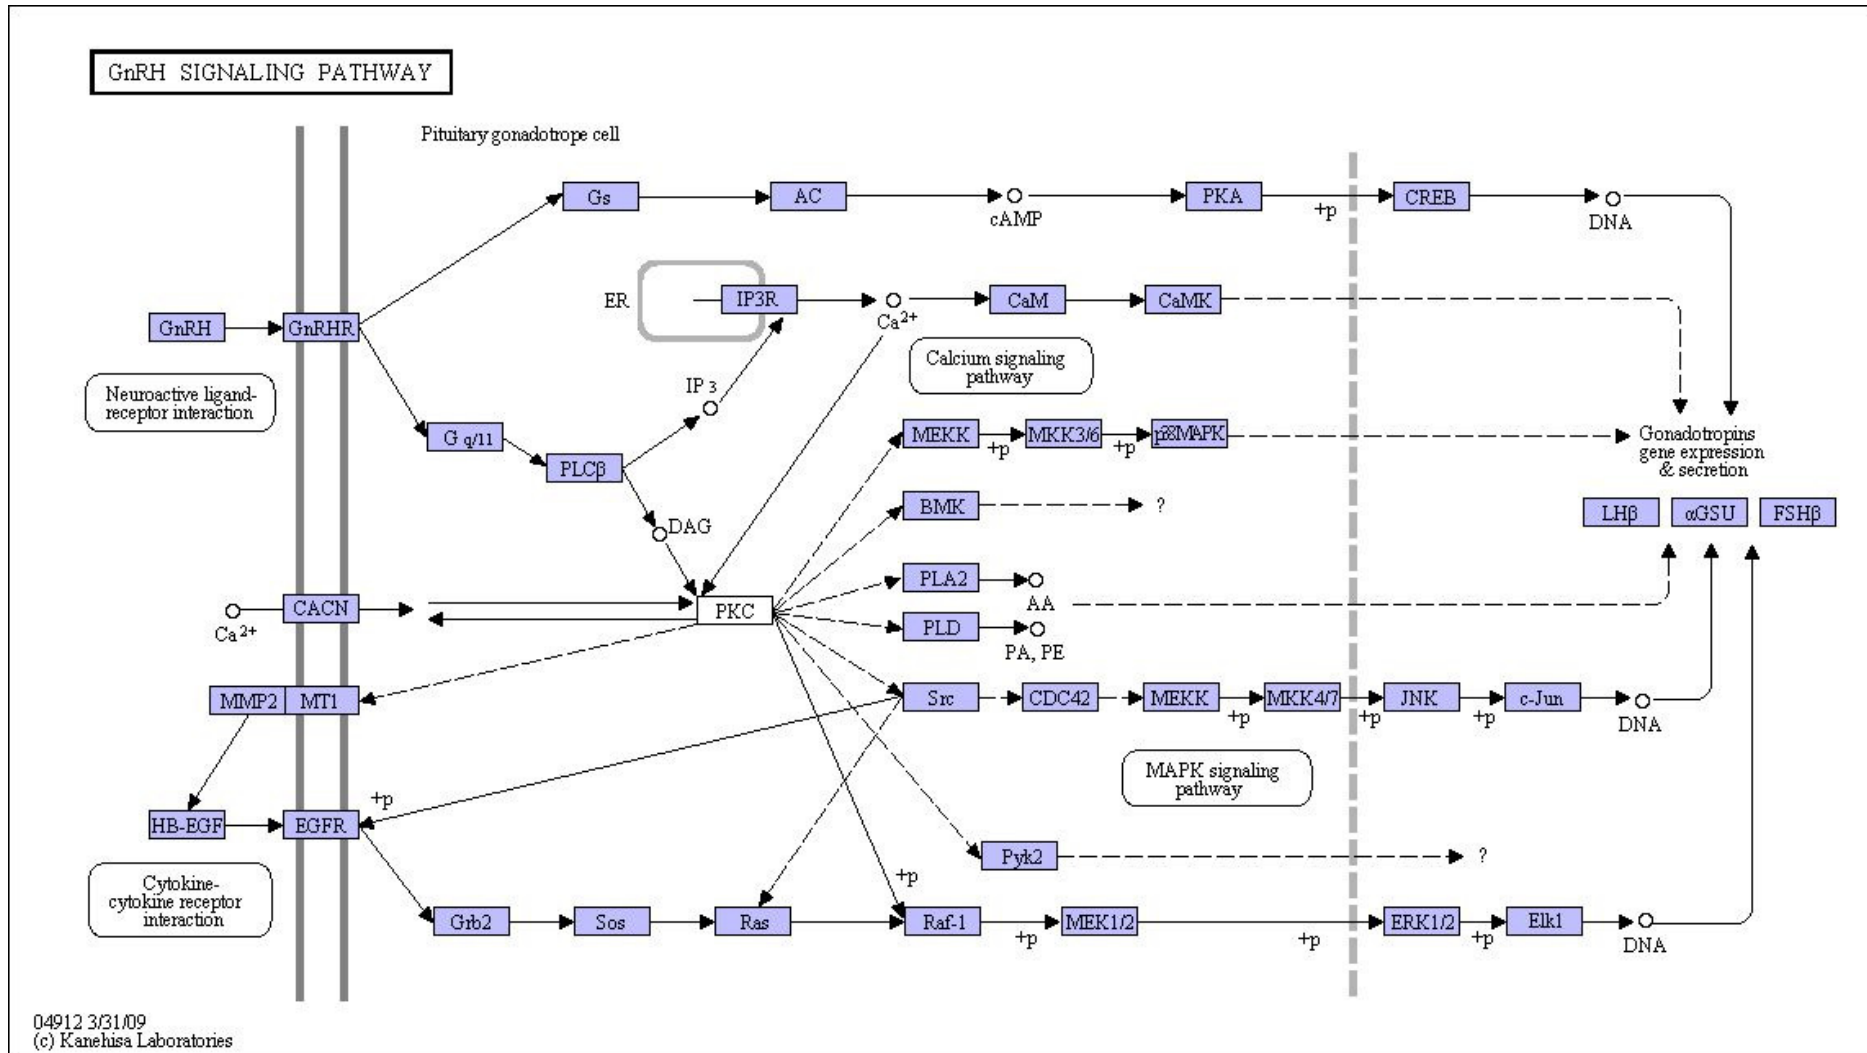 GnRH SIGNALING PATHWAY
Pituitary gonadotrope cell
Gs
AC
cAMP
PKA
+p
CREB
DNA
ER
IP3R
Ca2+
CaM
CaMK
GnRH
GnRHR
Calcium signaling
pathway
Neuroactive ligand-
receptor interaction
IP3
G q/11
PLCβ
MEKK
+p
MKK3/6
+p
p38MAPK
Gonadotropins
gene expression
& secretion
BMK
?
LHβ
αGSU
FSHβ
DAG
PLA2
AA
CACN
Ca2+
PKC
PLD
PA, PE
MMP2
MT1
Src
CDC42
MEKK
+p
MKK4/7
+p
JNK
+p
c-Jun
DNA
MAPK signaling
pathway
+p
HB-EGF
EGFR
Pyk2
?
Cytokine-
cytokine receptor
interaction
+p
Grb2
Sos
Ras
Raf-1
+p
MEK1/2
+p
ERK1/2
+p
Elk1
DNA
04912 3/31/09
(c) Kanehisa Laboratories